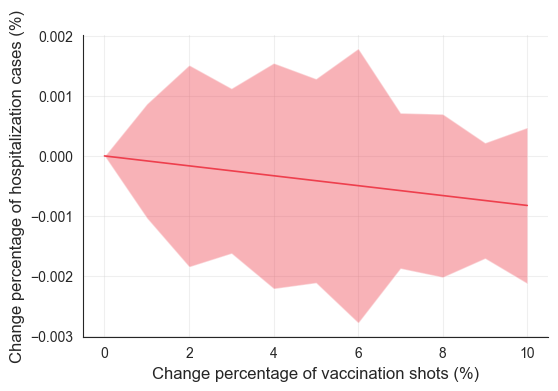 Change percentage of hospitalization cases (%)
0.002
0.001
0.000
−0.001
−0.002
−0.003
0 2 4 6 8 10
Change percentage of vaccination shots (%)